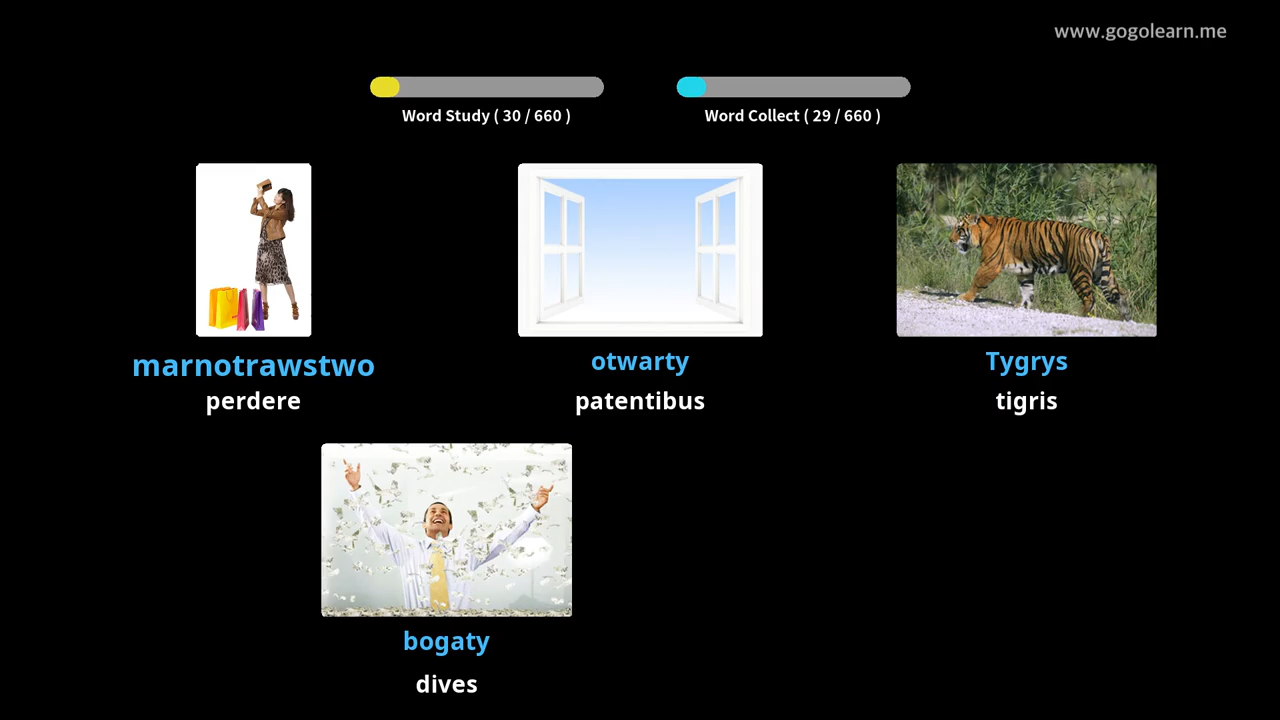 www.gogolearn.me
Word Study ( 30 / 660 )
Word Collect ( 29 / 660 )
marnotrawstwo
perdere
otwarty
patentibus
Tygrys
tigris
bogaty
dives